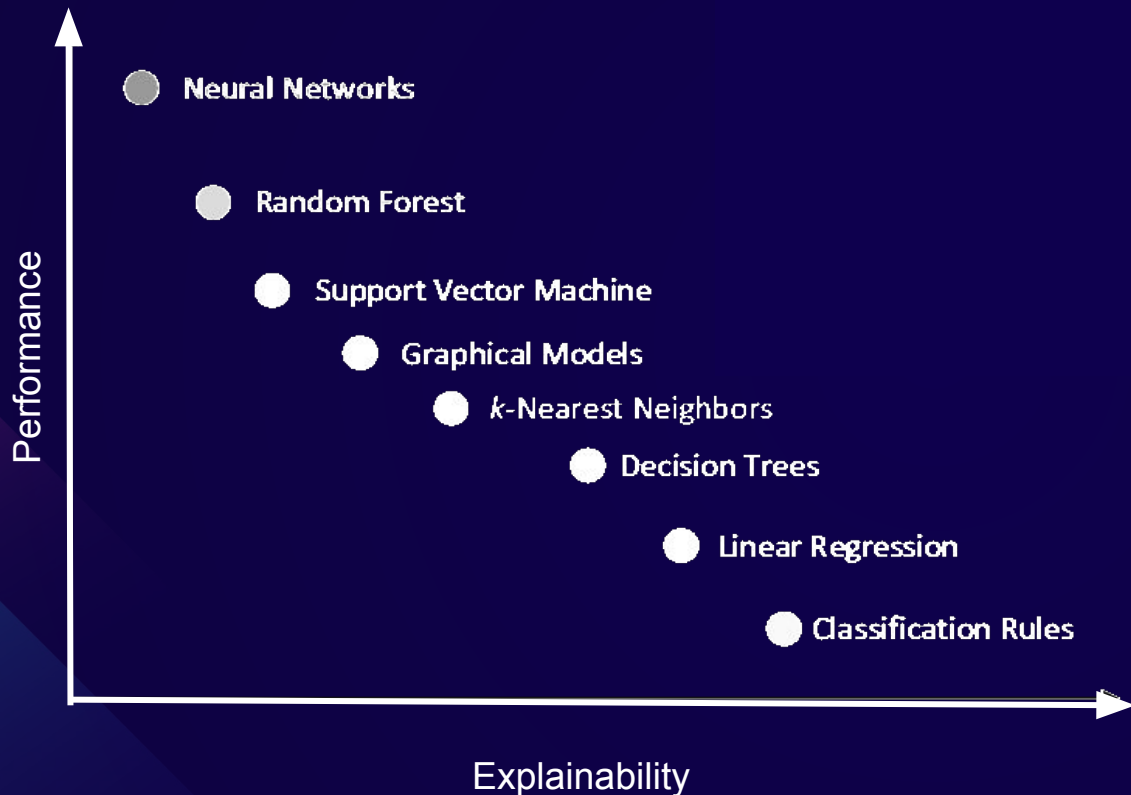 Neural Networks
Random Forest
Support Vector Machine
Graphical Models
k-Nearest Neighbors
Decision Trees
Linear Regression
Classification Rules
Performance
Explainability